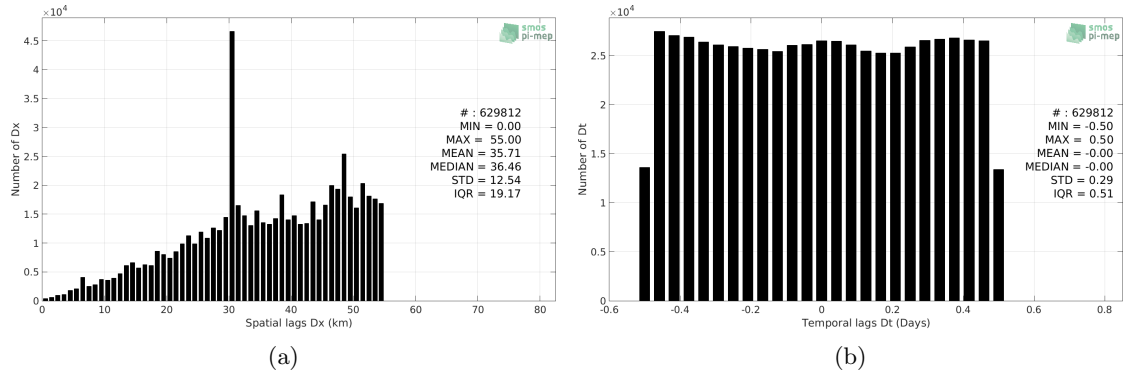 ×10⁴
4.5
4
3.5
3
2.5
2
1.5
1
0.5
0
Number of Dx
0 10 20 30 40 50 60 70 80
Spatial lags Dx (km)
smos
pi-mep
# : 629812
MIN = 0.00
MAX = 55.00
MEAN = 35.71
MEDIAN = 36.46
STD = 12.54
IQR = 19.17
(a)
×10⁴
2.5
2
1.5
1
0.5
0
Number of Dt
-0.6 -0.4 -0.2 0 0.2 0.4 0.6 0.8
Temporal lags Dt (Days)
smos
pi-mep
# : 629812
MIN = -0.50
MAX = 0.50
MEAN = -0.00
MEDIAN = -0.00
STD = 0.29
IQR = 0.51
(b)